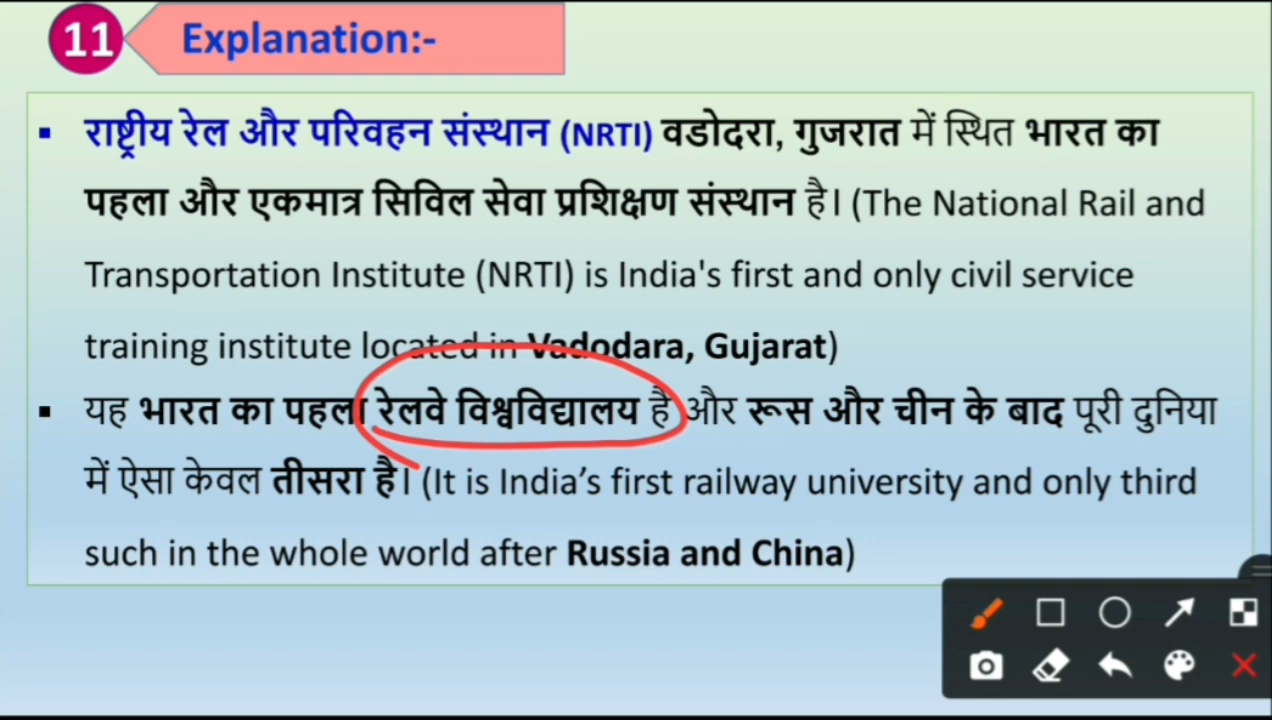 11 Explanation:-
▪ राष्ट्रीय रेल और परिवहन संस्थान (NRTI) वडोदरा, गुजरात में स्थित भारत का
पहला और एकमात्र सिविल सेवा प्रशिक्षण संस्थान है। (The National Rail and
Transportation Institute (NRTI) is India's first and only civil service
training institute located in Vadodara, Gujarat)
▪ यह भारत का पहला रेलवे विश्वविद्यालय है और रूस और चीन के बाद पूरी दुनिया
में ऐसा केवल तीसरा है। (It is India’s first railway university and only third
such in the whole world after Russia and China)